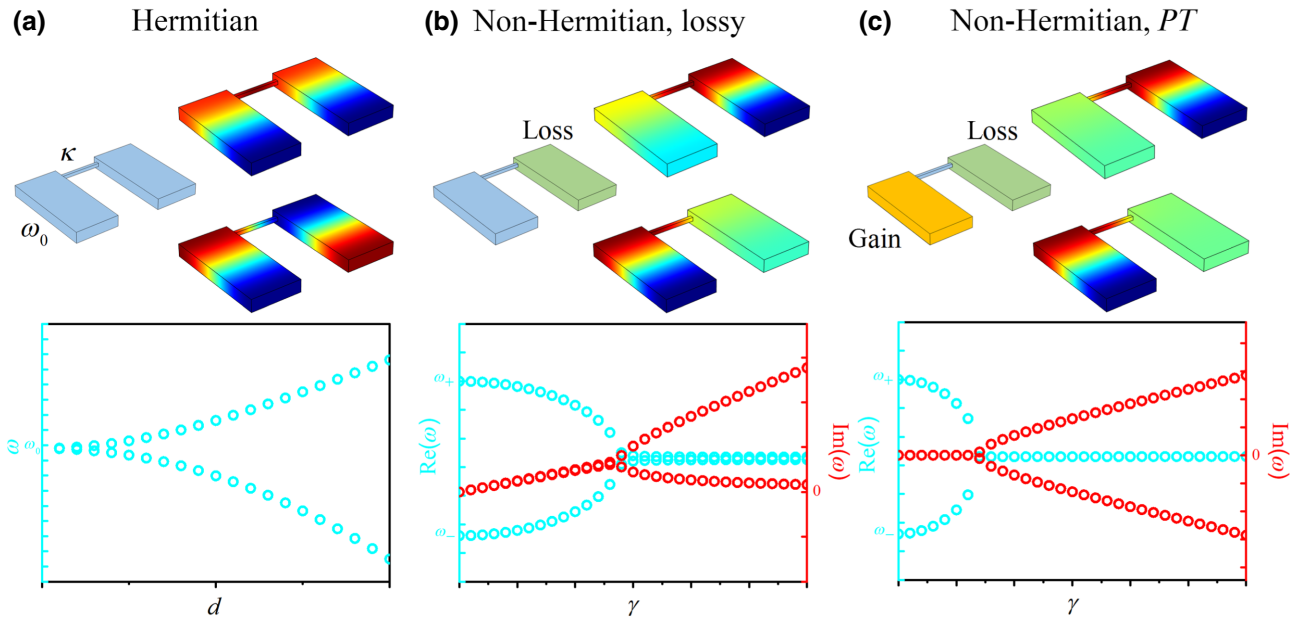 (a) Hermitian
κ
ω₀
ω
ω₀
d
(b) Non-Hermitian, lossy
Loss
Re(ω)
ω₊
ω₋
Im(ω)
0
γ
(c) Non-Hermitian, PT
Loss
Gain
Re(ω)
ω₊
ω₋
Im(ω)
0
γ